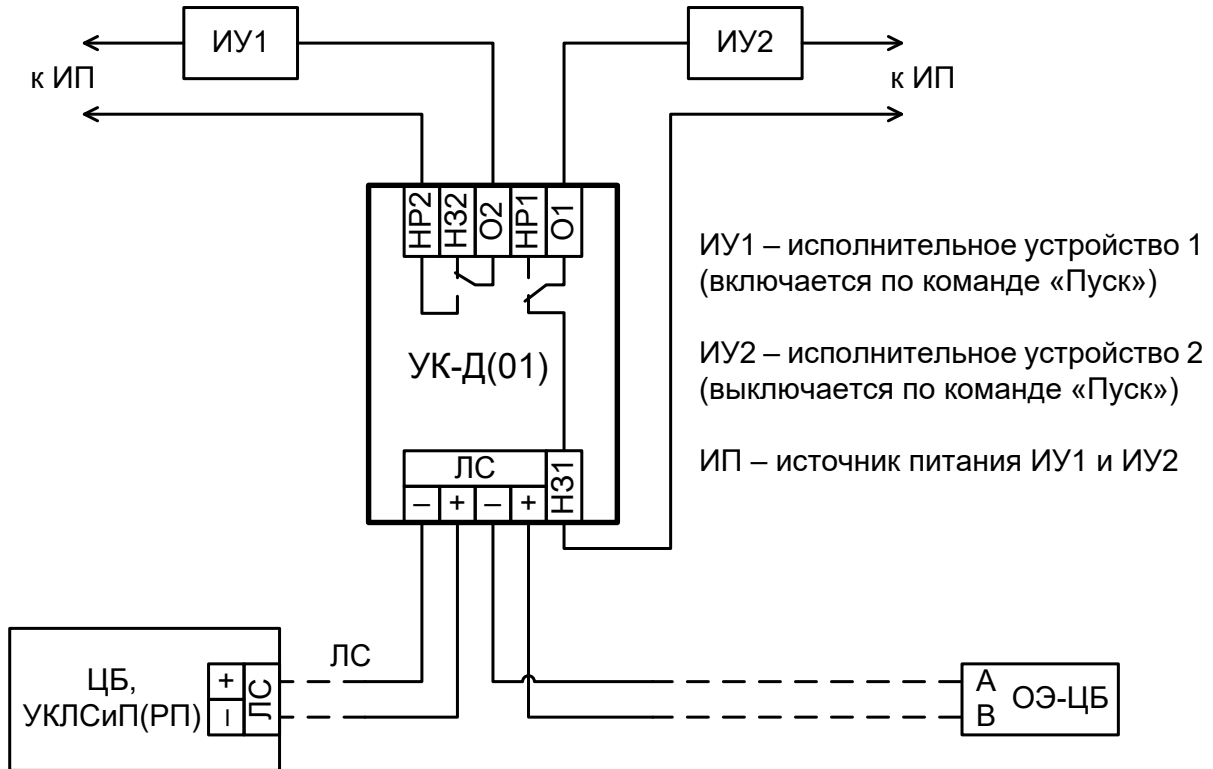 ИУ1
ИУ2
к ИП
к ИП
НР2
НЗ2
О2
НР1
О1
ИУ1 – исполнительное устройство 1
(включается по команде «Пуск»)
ИУ2 – исполнительное устройство 2
(выключается по команде «Пуск»)
ИП – источник питания ИУ1 и ИУ2
УК-Д(01)
ЛС
– + – +
НЗ1
ЛС
ЦБ,
УКЛСиП(РП)
+
–
ЛС
А
В
ОЭ-ЦБ